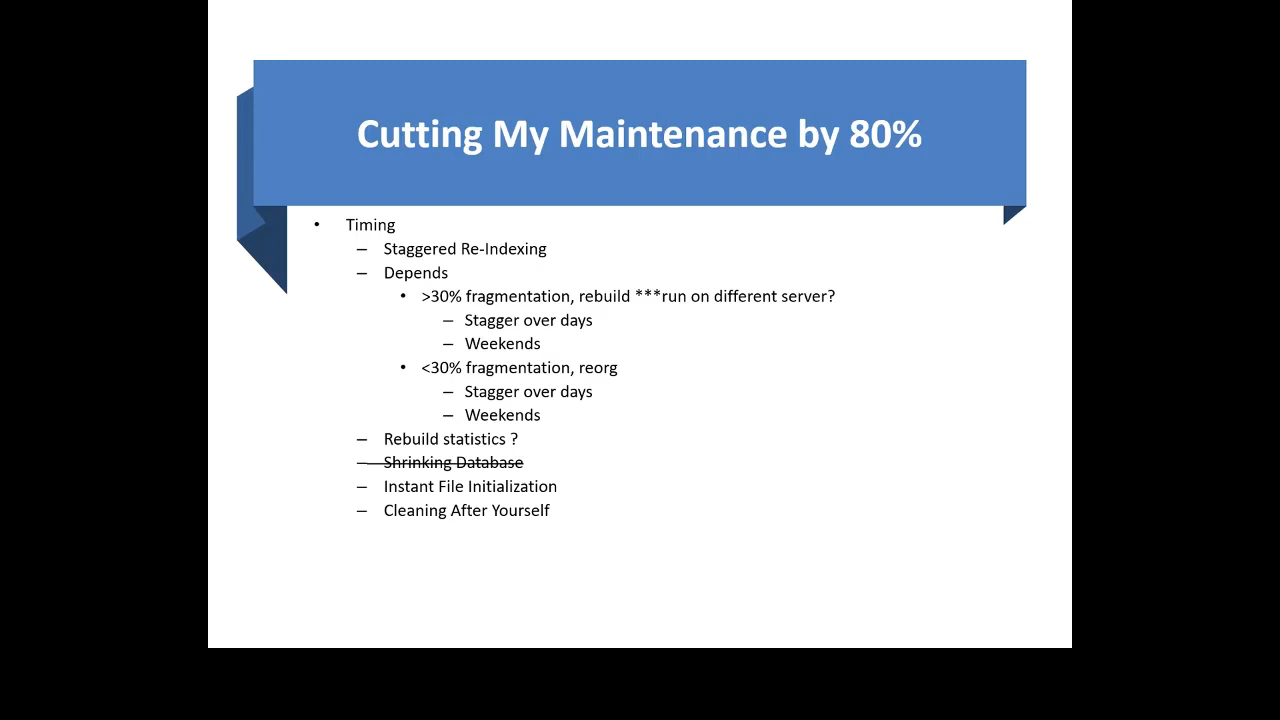 Cutting My Maintenance by 80%
• Timing
– Staggered Re-Indexing
– Depends
• >30% fragmentation, rebuild ***run on different server?
– Stagger over days
– Weekends
• <30% fragmentation, reorg
– Stagger over days
– Weekends
– Rebuild statistics ?
– Shrinking Database
– Instant File Initialization
– Cleaning After Yourself